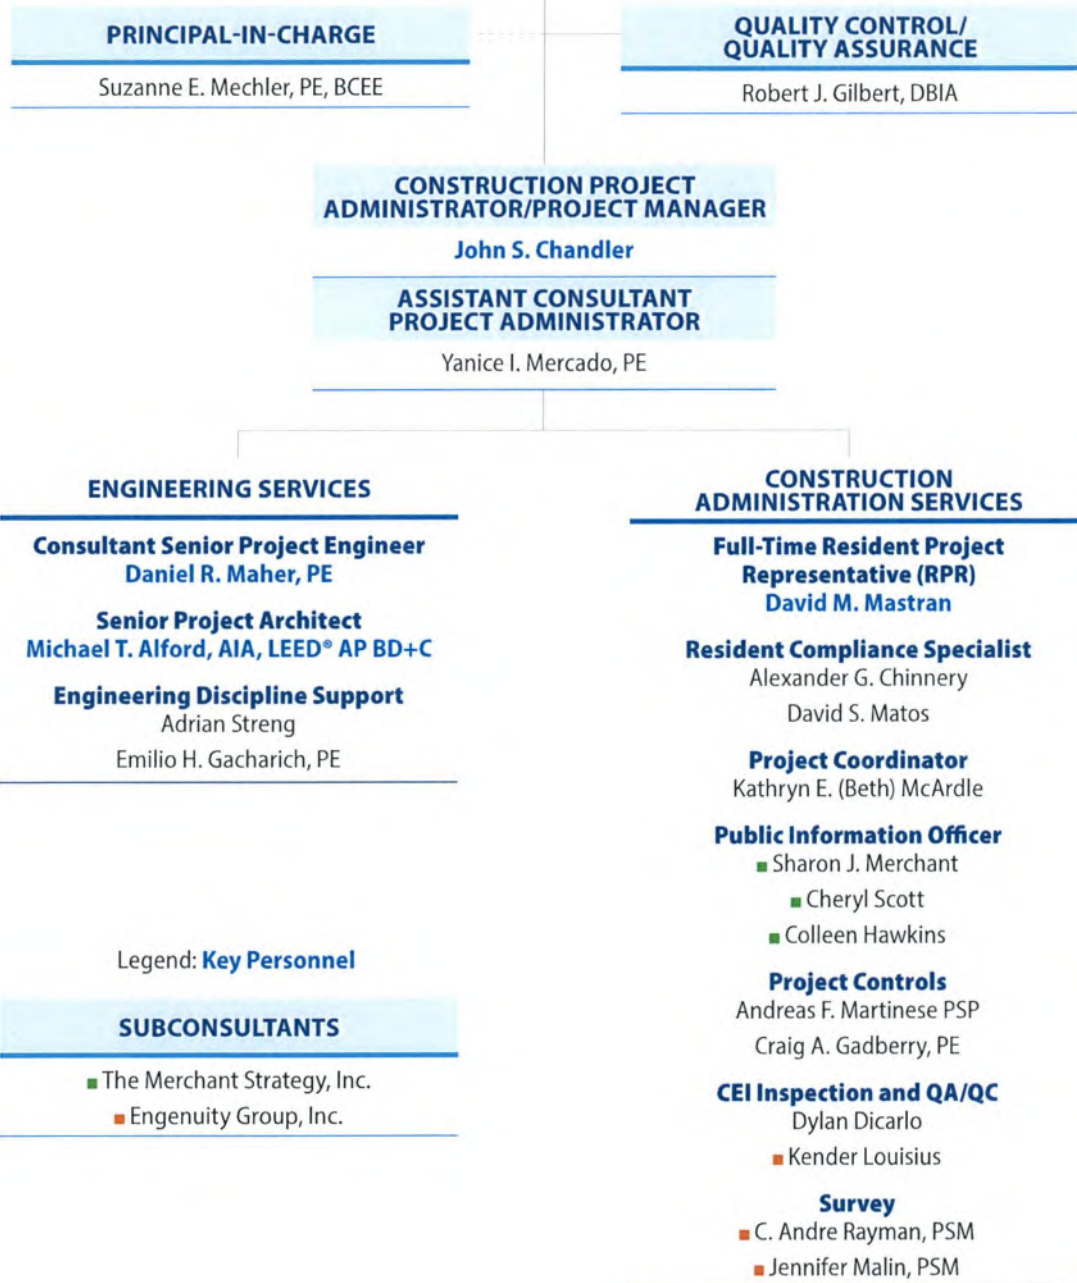 PRINCIPAL-IN-CHARGE
Suzanne E. Mechler, PE, BCEE
QUALITY CONTROL/
QUALITY ASSURANCE
Robert J. Gilbert, DBIA
CONSTRUCTION PROJECT
ADMINISTRATOR/PROJECT MANAGER
John S. Chandler
ASSISTANT CONSULTANT
PROJECT ADMINISTRATOR
Yanice I. Mercado, PE
ENGINEERING SERVICES
Consultant Senior Project Engineer
Daniel R. Maher, PE
Senior Project Architect
Michael T. Alford, AIA, LEED® AP BD+C
Engineering Discipline Support
Adrian Streng
Emilio H. Gacharich, PE
Legend: Key Personnel
SUBCONSULTANTS
The Merchant Strategy, Inc.
Engenuity Group, Inc.
CONSTRUCTION
ADMINISTRATION SERVICES
Full-Time Resident Project
Representative (RPR)
David M. Mastran
Resident Compliance Specialist
Alexander G. Chinnery
David S. Matos
Project Coordinator
Kathryn E. (Beth) McArdle
Public Information Officer
Sharon J. Merchant
Cheryl Scott
Colleen Hawkins
Project Controls
Andreas F. Martinese PSP
Craig A. Gadberry, PE
CEI Inspection and QA/QC
Dylan Dicarlo
Kender Louisius
Survey
C. Andre Rayman, PSM
Jennifer Malin, PSM